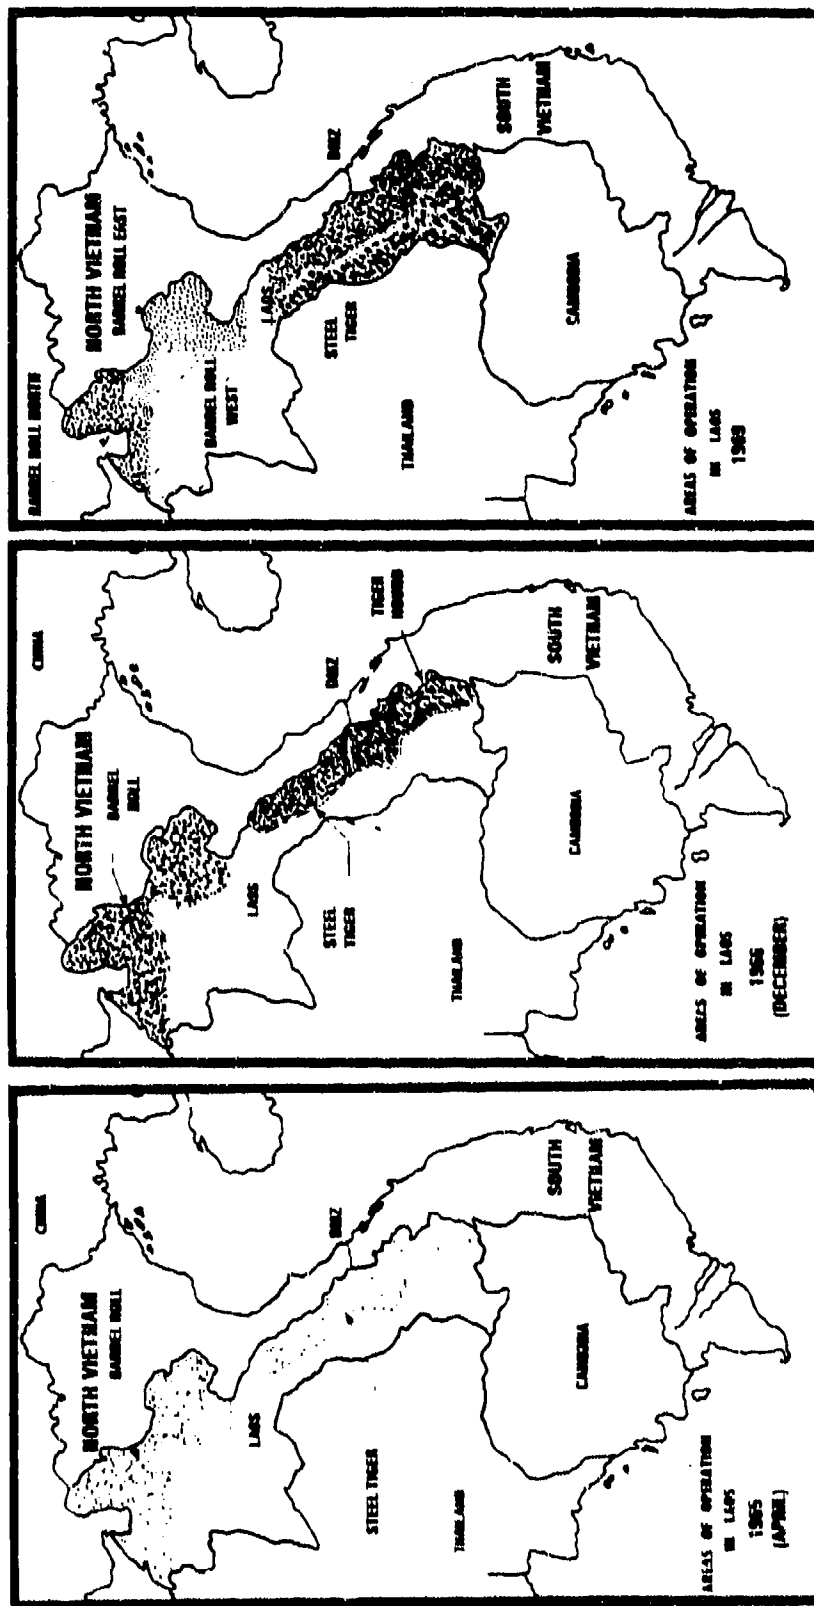 BARREL ROLL NORTH
NORTH VIETNAM
BARREL ROLL EAST
BARREL ROLL
WEST
LAOS
STEEL
TIGER
DMZ
SOUTH
VIETNAM
THAILAND
CAMBODIA
AREAS OF OPERATION
IN LAOS
1969
CHINA
NORTH VIETNAM
BARREL
ROLL
LAOS
STEEL
TIGER
DMZ
TIGER
HOUND
SOUTH
VIETNAM
THAILAND
CAMBODIA
AREAS OF OPERATION
IN LAOS
1966
(DECEMBER)
CHINA
NORTH VIETNAM
BARREL ROLL
LAOS
STEEL TIGER
DMZ
SOUTH
VIETNAM
THAILAND
CAMBODIA
AREAS OF OPERATION
IN LAOS
1965
(APRIL)